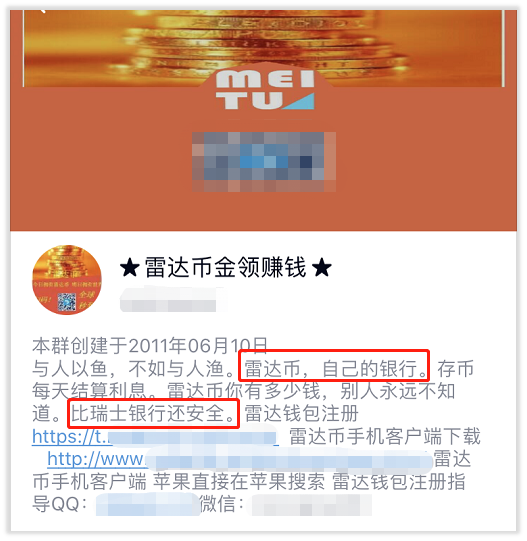 MEI
TU
★雷达币金领赚钱★
本群创建于2011年06月10日
与人以鱼，不如与人渔。雷达币，自己的银行。存币
每天结算利息。雷达币你有多少钱，别人永远不知
道。比瑞士银行还安全。雷达钱包注册
https://t. 雷达币手机客户端下载
http://www 雷达
币手机客户端 苹果直接在苹果搜索 雷达钱包注册指
导QQ： 微信：